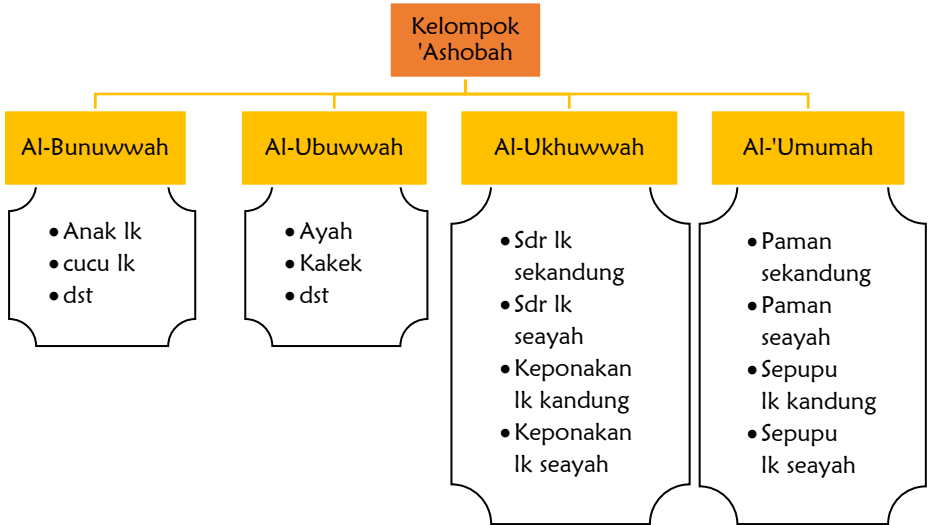 Kelompok
'Ashobah
Al-Bunuwwah
• Anak lk
• cucu lk
• dst
Al-Ubuwwah
• Ayah
• Kakek
• dst
Al-Ukhuwwah
• Sdr lk
sekandung
• Sdr lk
seayah
• Keponakan
lk kandung
• Keponakan
lk seayah
Al-'Umumah
• Paman
sekandung
• Paman
seayah
• Sepupu
lk kandung
• Sepupu
lk seayah